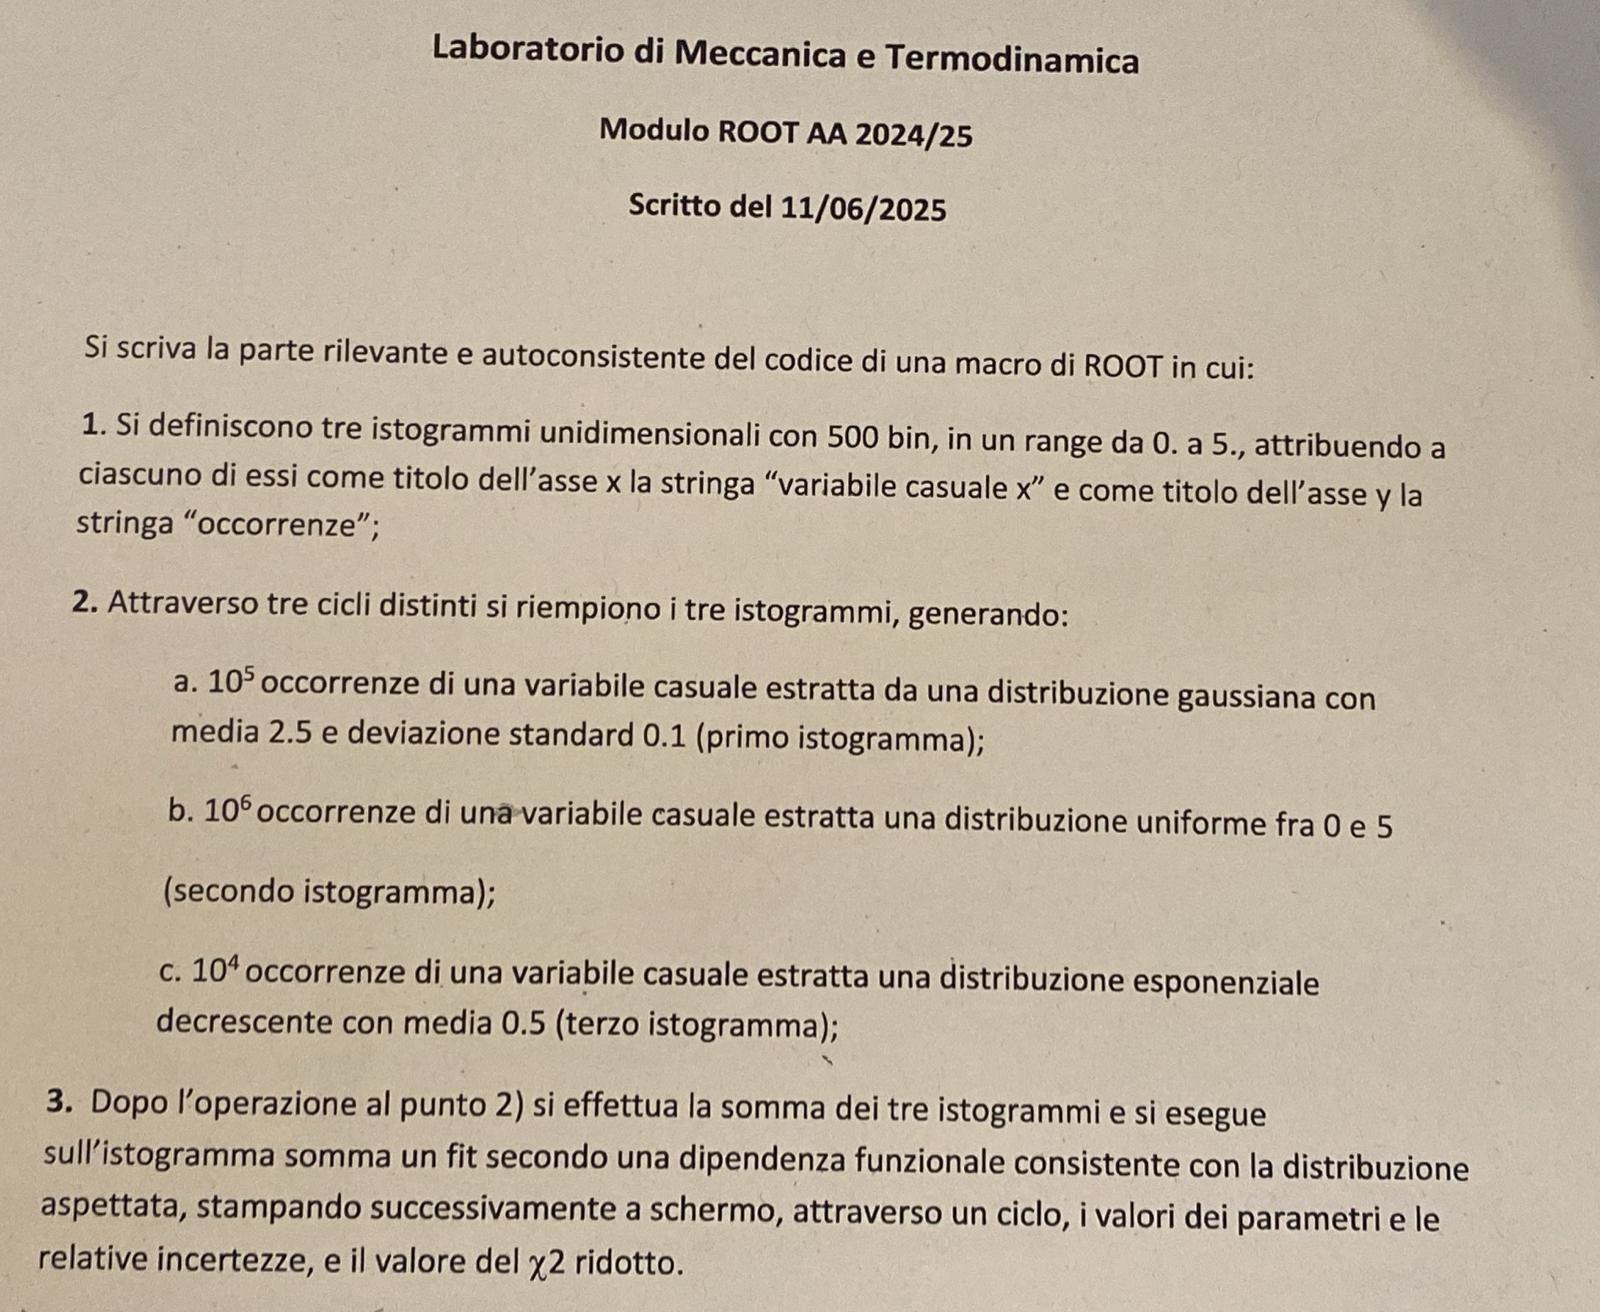 Laboratorio di Meccanica e Termodinamica
Modulo ROOT AA 2024/25
Scritto del 11/06/2025
Si scriva la parte rilevante e autoconsistente del codice di una macro di ROOT in cui:
1. Si definiscono tre istogrammi unidimensionali con 500 bin, in un range da 0. a 5., attribuendo a
ciascuno di essi come titolo dell’asse x la stringa “variabile casuale x” e come titolo dell’asse y la
stringa “occorrenze”;
2. Attraverso tre cicli distinti si riempiono i tre istogrammi, generando:
a. 10⁵ occorrenze di una variabile casuale estratta da una distribuzione gaussiana con
media 2.5 e deviazione standard 0.1 (primo istogramma);
b. 10⁶ occorrenze di una variabile casuale estratta una distribuzione uniforme fra 0 e 5
(secondo istogramma);
c. 10⁴ occorrenze di una variabile casuale estratta una distribuzione esponenziale
decrescente con media 0.5 (terzo istogramma);
3. Dopo l’operazione al punto 2) si effettua la somma dei tre istogrammi e si esegue
sull’istogramma somma un fit secondo una dipendenza funzionale consistente con la distribuzione
aspettata, stampando successivamente a schermo, attraverso un ciclo, i valori dei parametri e le
relative incertezze, e il valore del χ2 ridotto.